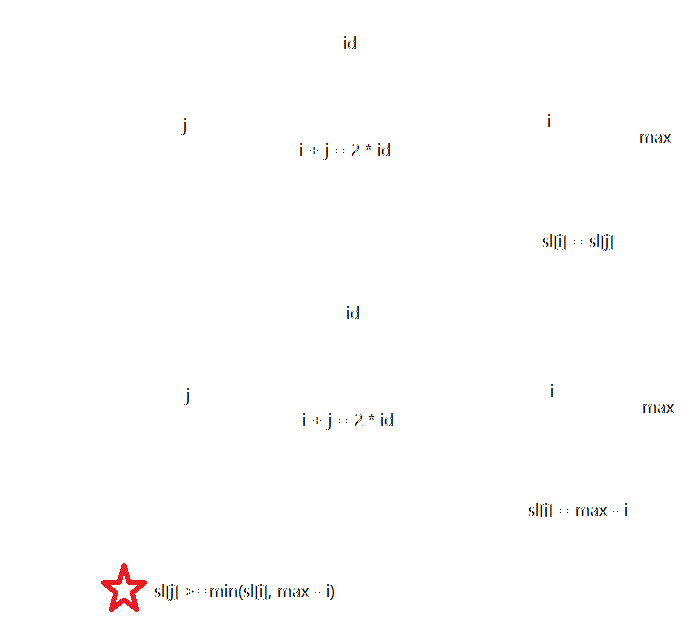 id
j
i
max
i + j = 2 * id
sl[i] = sl[j]
id
j
i
max
i + j = 2 * id
sl[i] = max - i
sl[j] >=min(sl[i], max - i)